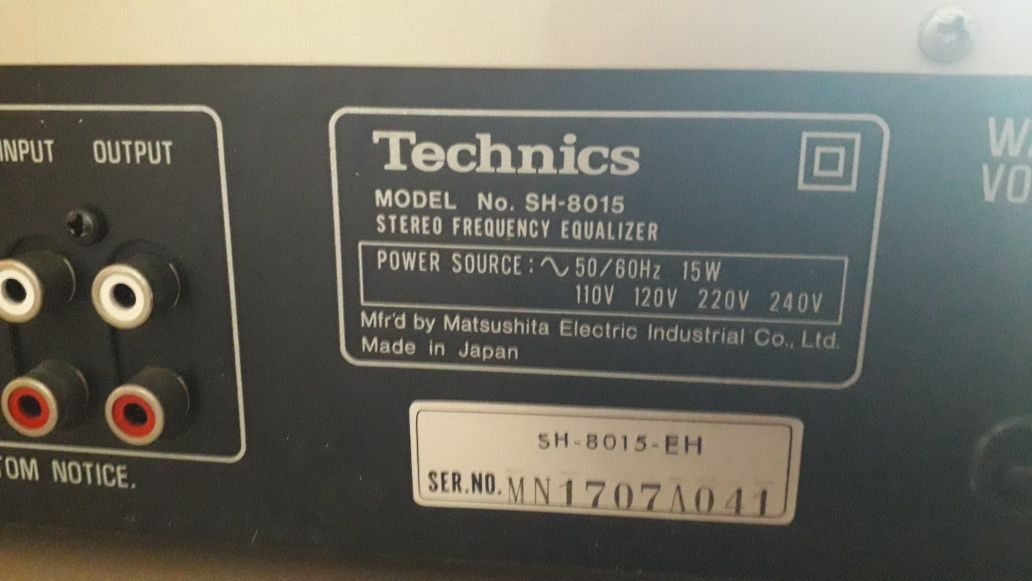 INPUT OUTPUT
TOM NOTICE.
Technics
MODEL No. SH-8015
STEREO FREQUENCY EQUALIZER
POWER SOURCE: ∿ 50/60Hz 15W
110V 120V 220V 240V
Mfr'd by Matsushita Electric Industrial Co., Ltd.
Made in Japan
SH-8015-EH
SER.NO. MN1707A041
VO